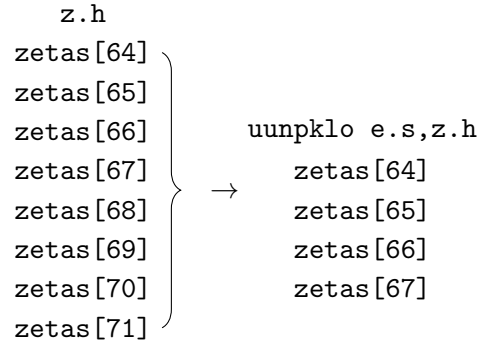 z.h
zetas[64]
zetas[65]
zetas[66]
zetas[67]
zetas[68]
zetas[69]
zetas[70]
zetas[71]
→
uunpklo e.s,z.h
zetas[64]
zetas[65]
zetas[66]
zetas[67]